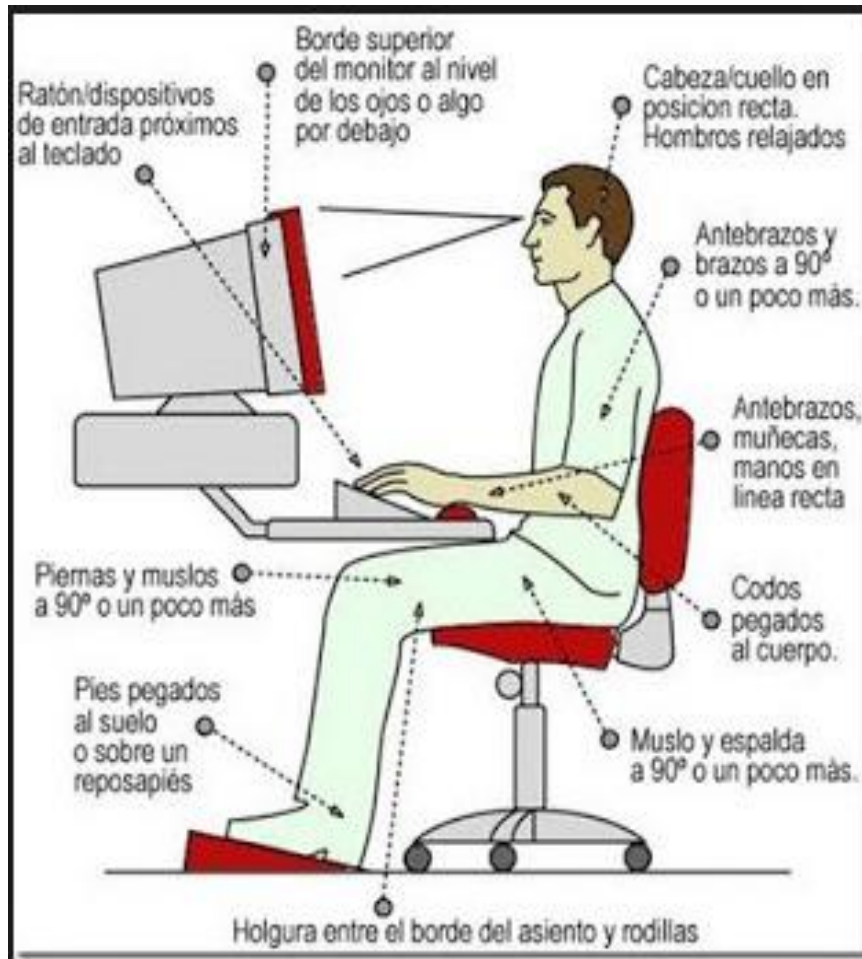 Borde superior
del monitor al nivel
de los ojos o algo
por debajo
Ratón/dispositivos
de entrada próximos
al teclado
Cabeza/cuello en
posicion recta.
Hombros relajados
Antebrazos y
brazos a 90º
o un poco más.
Antebrazos,
muñecas,
manos en
linea recta
Piernas y muslos
a 90º o un poco más
Codos
pegados
al cuerpo.
Pies pegados
al suelo
o sobre un
reposapiés
Muslo y espalda
a 90º o un poco más.
Holgura entre el borde del asiento y rodillas